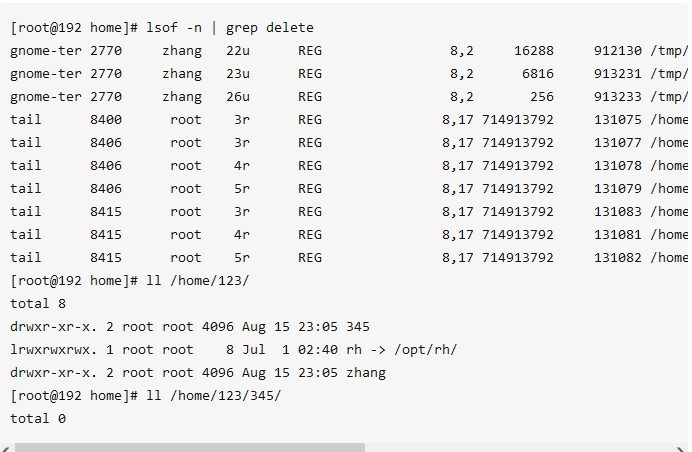 [root@192 home]# lsof -n | grep delete
gnome-ter 2770     zhang   22u      REG                8,2     16288     912130 /tmp/
gnome-ter 2770     zhang   23u      REG                8,2      6816     913231 /tmp/
gnome-ter 2770     zhang   26u      REG                8,2       256     913233 /tmp/
tail      8400      root    3r      REG               8,17 714913792     131075 /home
tail      8406      root    3r      REG               8,17 714913792     131077 /home
tail      8406      root    4r      REG               8,17 714913792     131078 /home
tail      8406      root    5r      REG               8,17 714913792     131079 /home
tail      8415      root    3r      REG               8,17 714913792     131083 /home
tail      8415      root    4r      REG               8,17 714913792     131081 /home
tail      8415      root    5r      REG               8,17 714913792     131082 /home
[root@192 home]# ll /home/123/
total 8
drwxr-xr-x. 2 root root 4096 Aug 15 23:05 345
lrwxrwxrwx. 1 root root    8 Jul  1 02:40 rh -> /opt/rh/
drwxr-xr-x. 2 root root 4096 Aug 15 23:05 zhang
[root@192 home]# ll /home/123/345/
total 0